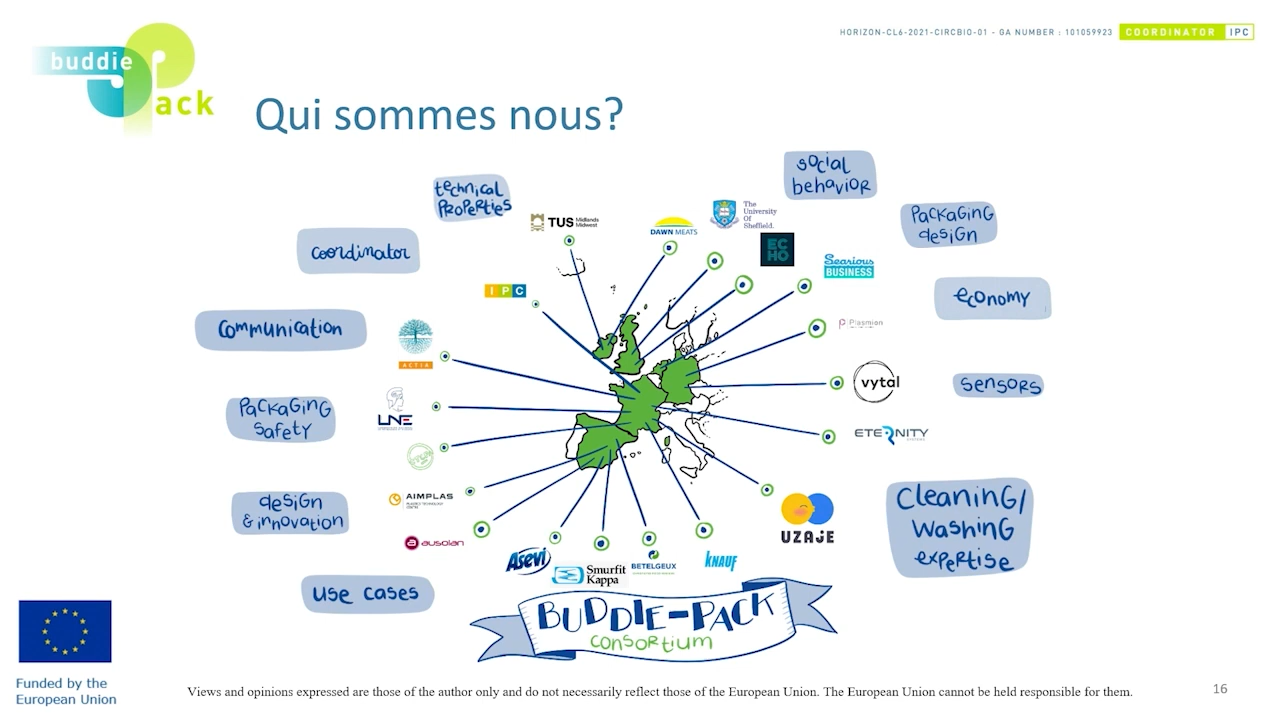 HORIZON-CL6-2021-CIRCBIO-01 - GA NUMBER : 101059923 COORDINATOR IPC
buddie
Pack
Qui sommes nous?
social
behavior
technical
Properties
Packaging
design
TUS Midlands
Midwest
DAWN MEATS
The
University
Of
Sheffield.
ECHO
coordinator
Searious
BUSINESS
economy
IPC
Communication
ACTIA
Plasmion
vytal
sensors
Packaging
safety
LNE
ETERNITY
SYSTEMS
design
& innovation
AIMPLAS
PLASTICS TECHNOLOGY
CENTRE
ausolan
UZAJE
Cleaning/
Washing
expertise
Asevi
Smurfit
Kappa
BETELGEUX
KNAUF
use cases
BUDDIE-PACK
consortium
Funded by the
European Union
Views and opinions expressed are those of the author only and do not necessarily reflect those of the European Union. The European Union cannot be held responsible for them.
16